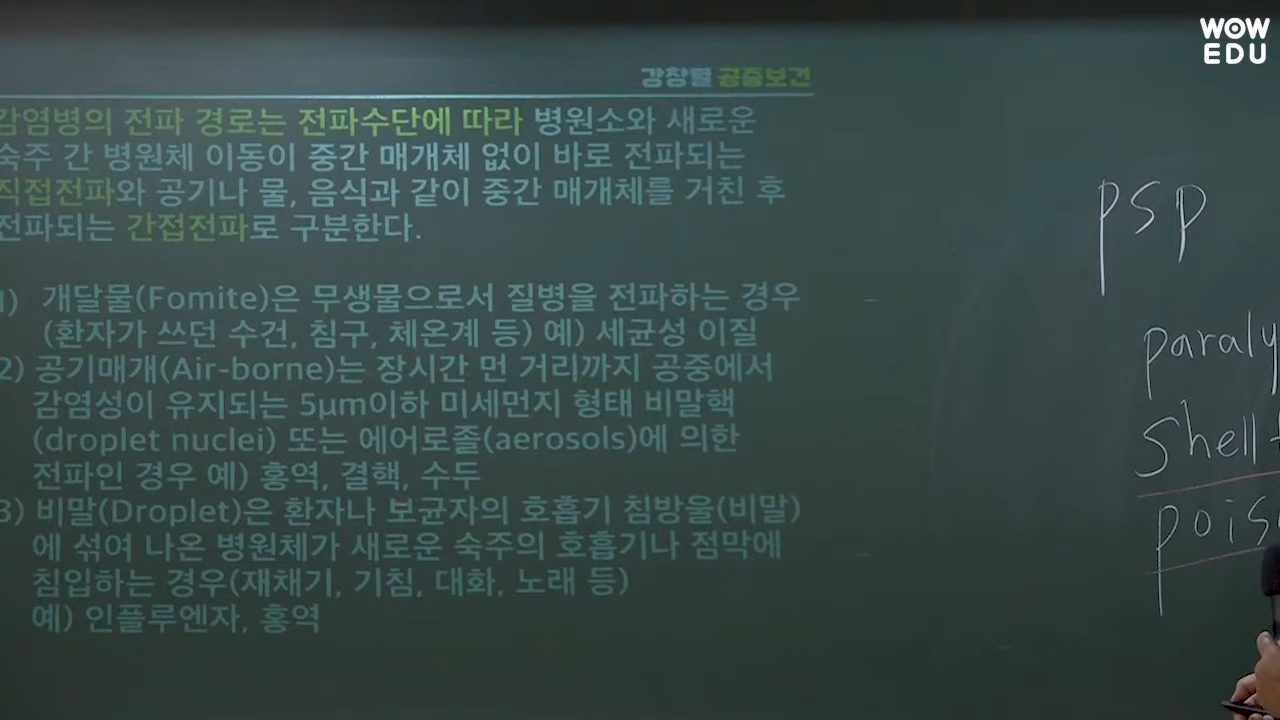 WOW
EDU
강창렬 공중보건
감염병의 전파 경로는 전파수단에 따라 병원소와 새로운
숙주 간 병원체 이동이 중간 매개체 없이 바로 전파되는
직접전파와 공기나 물, 음식과 같이 중간 매개체를 거친 후
전파되는 간접전파로 구분한다.
1) 개달물(Fomite)은 무생물으로서 질병을 전파하는 경우
(환자가 쓰던 수건, 침구, 체온계 등) 예) 세균성 이질
2) 공기매개(Air-borne)는 장시간 먼 거리까지 공중에서
감염성이 유지되는 5μm이하 미세먼지 형태 비말핵
(droplet nuclei) 또는 에어로졸(aerosols)에 의한
전파인 경우 예) 홍역, 결핵, 수두
3) 비말(Droplet)은 환자나 보균자의 호흡기 침방울(비말)
에 섞여 나온 병원체가 새로운 숙주의 호흡기나 점막에
침입하는 경우(재채기, 기침, 대화, 노래 등)
예) 인플루엔자, 홍역
psp
paraly
shell
pois